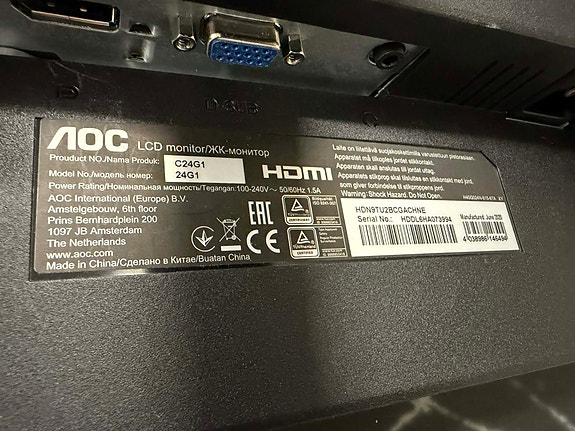 D-SUB
AOC LCD monitor/ЖК-монитор
Prouduct NO./Nama Produk: C24G1
Model No./модель номер: 24G1
Power Rating/Номинальная мощность/Tegangan:100-240V～50/60Hz 1.5A
AOC International (Europe) B.V.
Amstelgebouw, 6th floor
Prins Bernhardplein 200
1097 JB Amsterdam
The Netherlands
www.aoc.com
Made in China/Сделано в Китае/Buatan China
HDMI
EAC
CE
Laite on liitettävä suojakoskettimilla varustettuun pistorasiaan.
Apparatet må tilkoples jordet stikkontakt.
Apparaten skall anslutas till jordat uttag.
Apparatets stikprop skal tilsluttes en stikkontakt med jord,
som giver forbindelse til stikproppens jord.
Warning:Shock Hazard. Do Not Open.
HDN9TU2BCGACHNE
Serial No.: HDDL6HA073994
Manufactured: June 2020
4 038986 146494